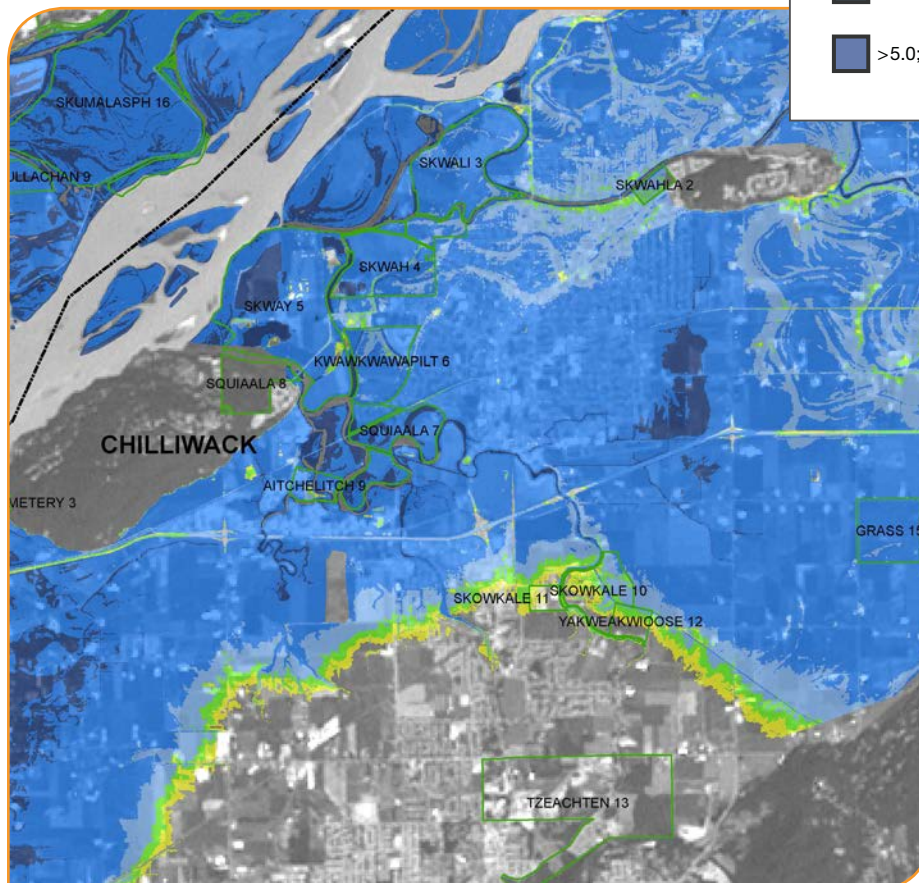 >5.0;
SKUMALASPH 16
SKWALI 3
LLACHAN 9
SKWAHLA 2
SKWAH 4
SKWAY 5
KWAWKWAWAPILT 6
SQUIAALA 8
SQUIAALA 7
CHILLIWACK
AITCHELITCH 9
METERY 3
GRASS 15
SKOWKALE 11
SKOWKALE 10
YAKWEAKWIOOSE 12
TZEACHTEN 13